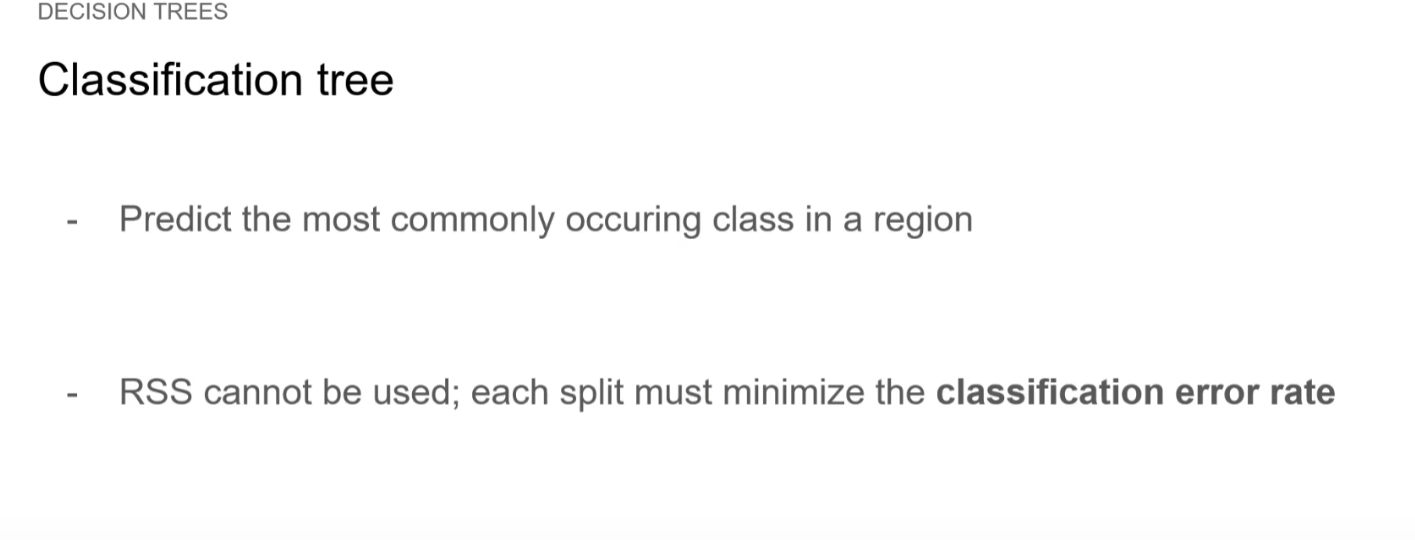 DECISION TREES
Classification tree
- Predict the most commonly occuring class in a region
- RSS cannot be used; each split must minimize the classification error rate